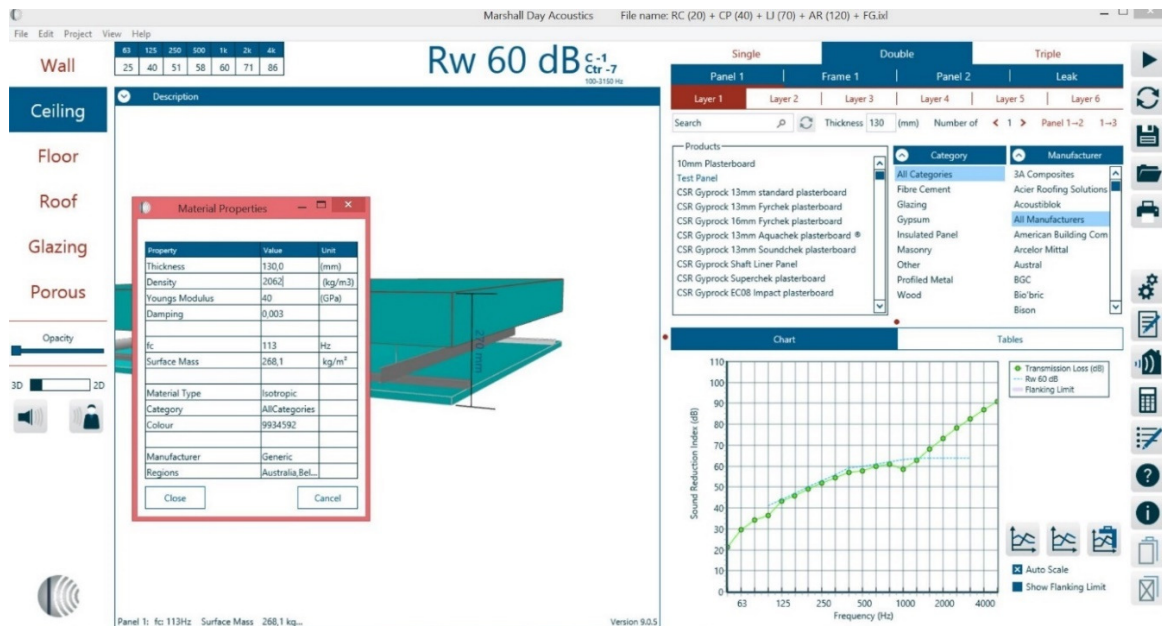 Marshall Day Acoustics File name: RC (20) + CP (40) + LJ (70) + AR (120) + FG.ixl
File Edit Project View Help
Wall
Ceiling
Floor
Roof
Glazing
Porous
Opacity
3D 2D
63 125 250 500 1k 2k 4k
25 40 51 58 60 71 86
Rw 60 dB C -1
Ctr -7
100-3150 Hz
Description
Material Properties
Property Value Unit
Thickness 130,0 (mm)
Density 2062 (kg/m3)
Youngs Modulus 40 (GPa)
Damping 0,003
fc 113 Hz
Surface Mass 268,1 kg/m²
Material Type Isotropic
Category AllCategories
Colour 9934592
Manufacturer Generic
Regions Australia,Bel...
Close Cancel
270 mm
Panel 1: fc: 113Hz Surface Mass 268,1 kg...
Version 9.0.5
Single Double Triple
Panel 1 Frame 1 Panel 2 Leak
Layer 1 Layer 2 Layer 3 Layer 4 Layer 5 Layer 6
Search Thickness 130 (mm) Number of < 1 > Panel 1→2 1→3
Products
10mm Plasterboard
Test Panel
CSR Gyprock 13mm standard plasterboard
CSR Gyprock 13mm Fyrchek plasterboard
CSR Gyprock 16mm Fyrchek plasterboard
CSR Gyprock 13mm Aquachek plasterboard ®
CSR Gyprock 13mm Soundchek plasterboard
CSR Gyprock Shaft Liner Panel
CSR Gyprock Superchek plasterboard
CSR Gyprock EC08 Impact plasterboard
Category
All Categories
Fibre Cement
Glazing
Gypsum
Insulated Panel
Masonry
Other
Profiled Metal
Wood
Manufacturer
3A Composites
Acier Roofing Solutions
Acoustiblok
All Manufacturers
American Building Com
Arcelor Mittal
Austral
BGC
Bio'bric
Bison
Chart Tables
Sound Reduction Index (dB)
110
100
90
80
70
60
50
40
30
20
10
0
63 125 250 500 1000 2000 4000
Frequency (Hz)
Transmission Loss (dB)
Rw 60 dB
Flanking Limit
Auto Scale
Show Flanking Limit